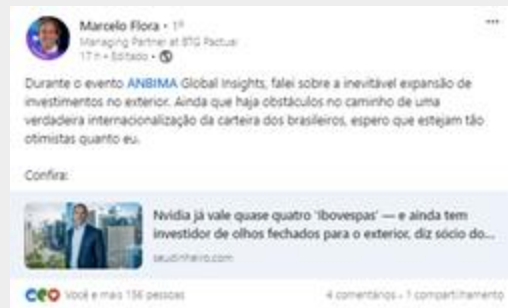 Marcelo Flora • 1º
Managing Partner at BTG Pactual
17 h • Editado •
Durante o evento ANBIMA Global Insights, falei sobre a inevitável expansão de
investimentos no exterior. Ainda que haja obstáculos no caminho de uma
verdadeira internacionalização da carteira dos brasileiros, espero que estejam tão
otimistas quanto eu.
Confira:
Nvidia já vale quase quatro 'Ibovespas' — e ainda tem
investidor de olhos fechados para o exterior, diz sócio do...
seudinheiro.com
Você e mais 156 pessoas
4 comentários • 1 compartilhamento